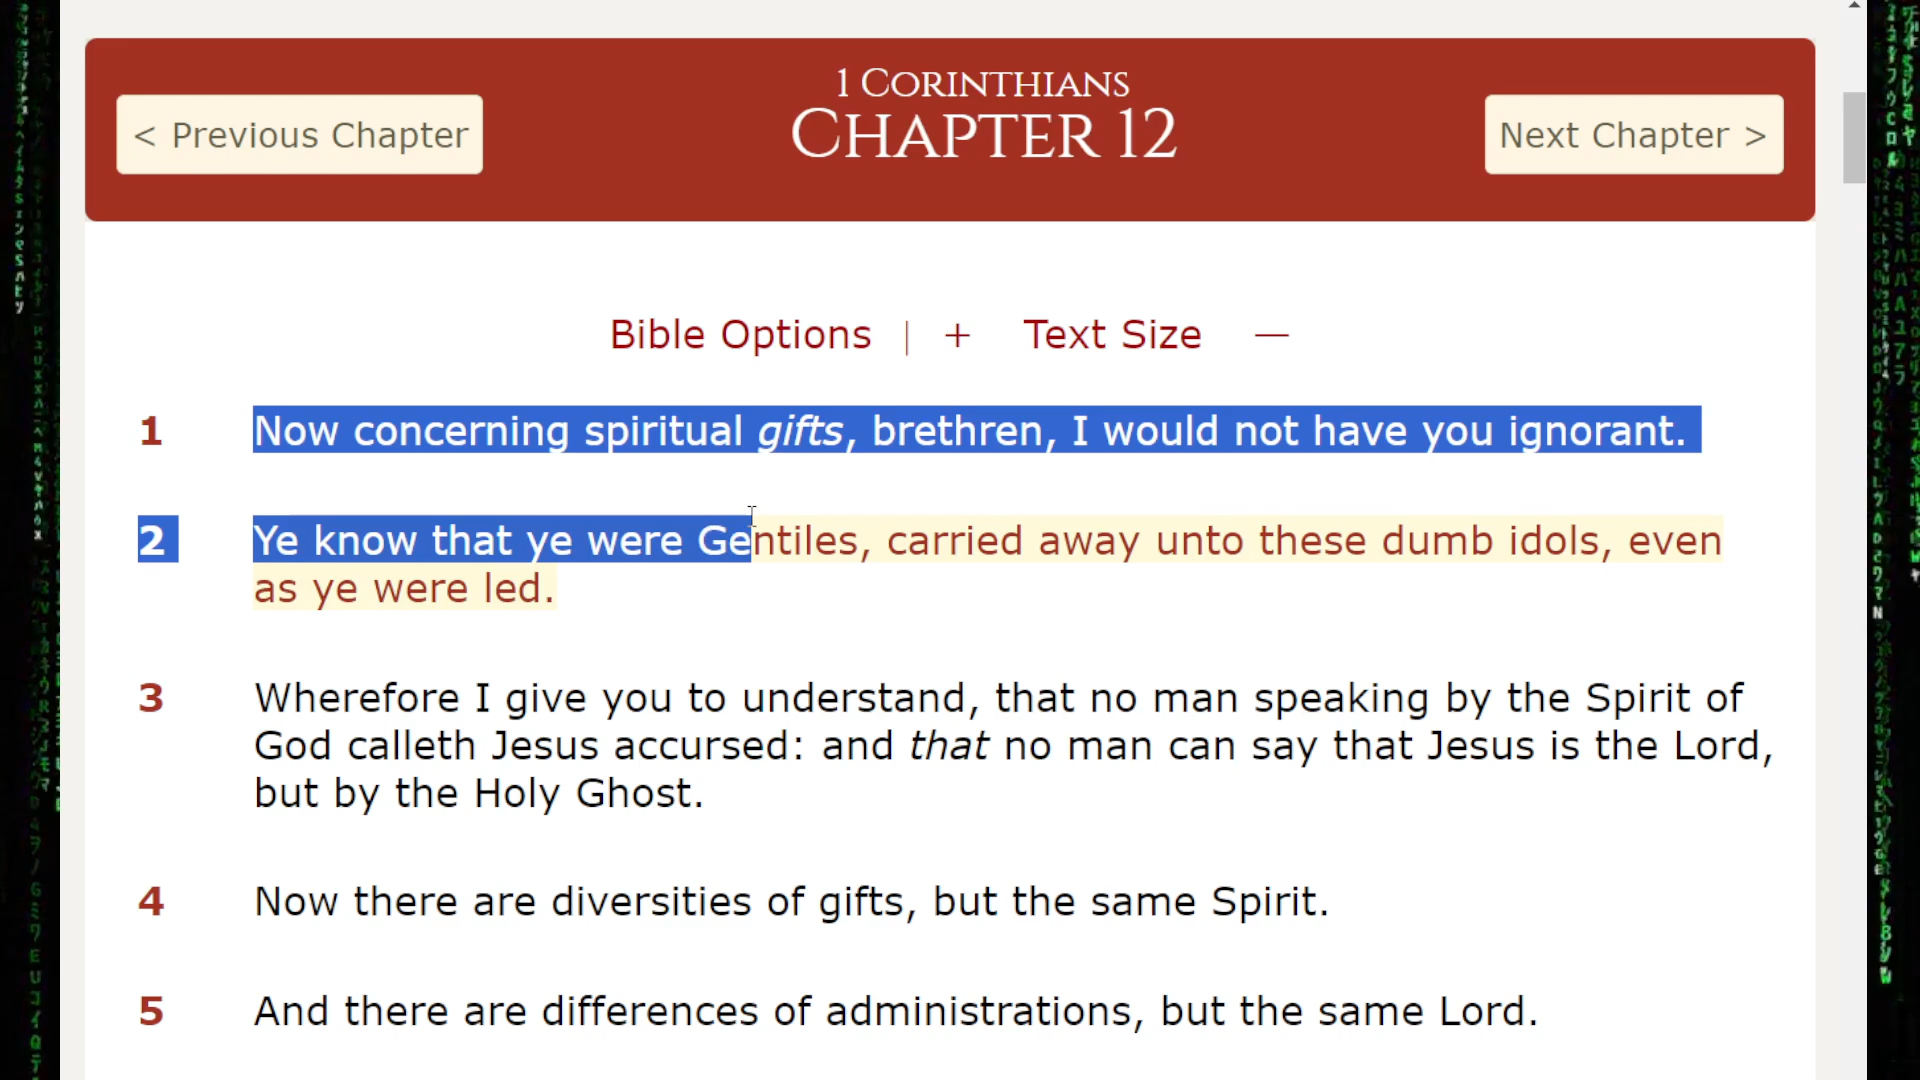 1 Corinthians
Chapter 12
< Previous Chapter
Next Chapter >
Bible Options | + Text Size —
1 Now concerning spiritual gifts, brethren, I would not have you ignorant.
2 Ye know that ye were Gentiles, carried away unto these dumb idols, even
as ye were led.
3 Wherefore I give you to understand, that no man speaking by the Spirit of
God calleth Jesus accursed: and that no man can say that Jesus is the Lord,
but by the Holy Ghost.
4 Now there are diversities of gifts, but the same Spirit.
5 And there are differences of administrations, but the same Lord.